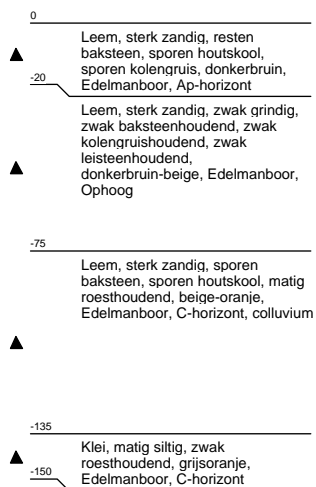 0
Leem, sterk zandig, resten
baksteen, sporen houtskool,
sporen kolengruis, donkerbruin,
Edelmanboor, Ap-horizont
-20
Leem, sterk zandig, zwak grindig,
zwak baksteenhoudend, zwak
kolengruishoudend, zwak
leisteenhoudend,
donkerbruin-beige, Edelmanboor,
Ophoog
-75
Leem, sterk zandig, sporen
baksteen, sporen houtskool, matig
roesthoudend, beige-oranje,
Edelmanboor, C-horizont, colluvium
-135
Klei, matig siltig, zwak
roesthoudend, grijsoranje,
Edelmanboor, C-horizont
-150